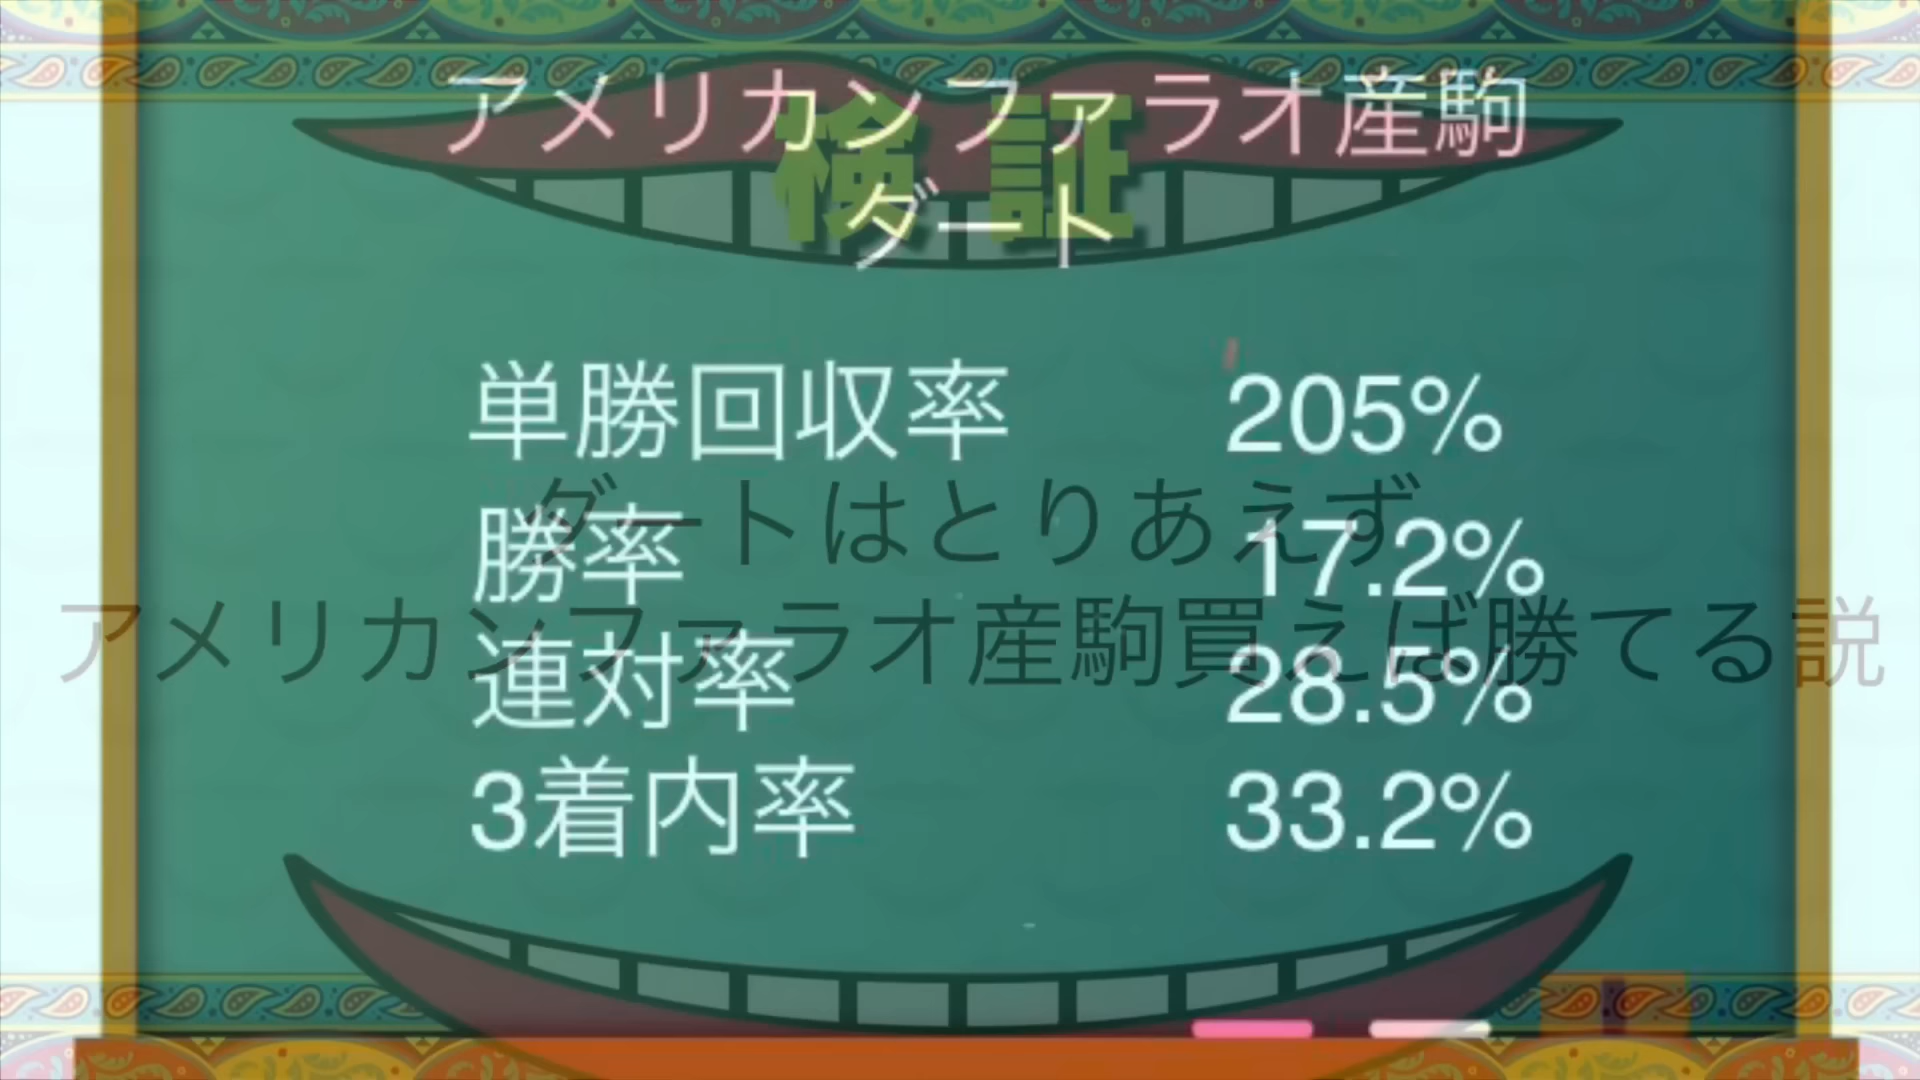 アメリカンファラオ産駒
検証
ダート
単勝回収率 205%
ダートはとりあえず
勝率 17.2%
アメリカンファラオ産駒買えば勝てる説
連対率 28.5%
3着内率 33.2%